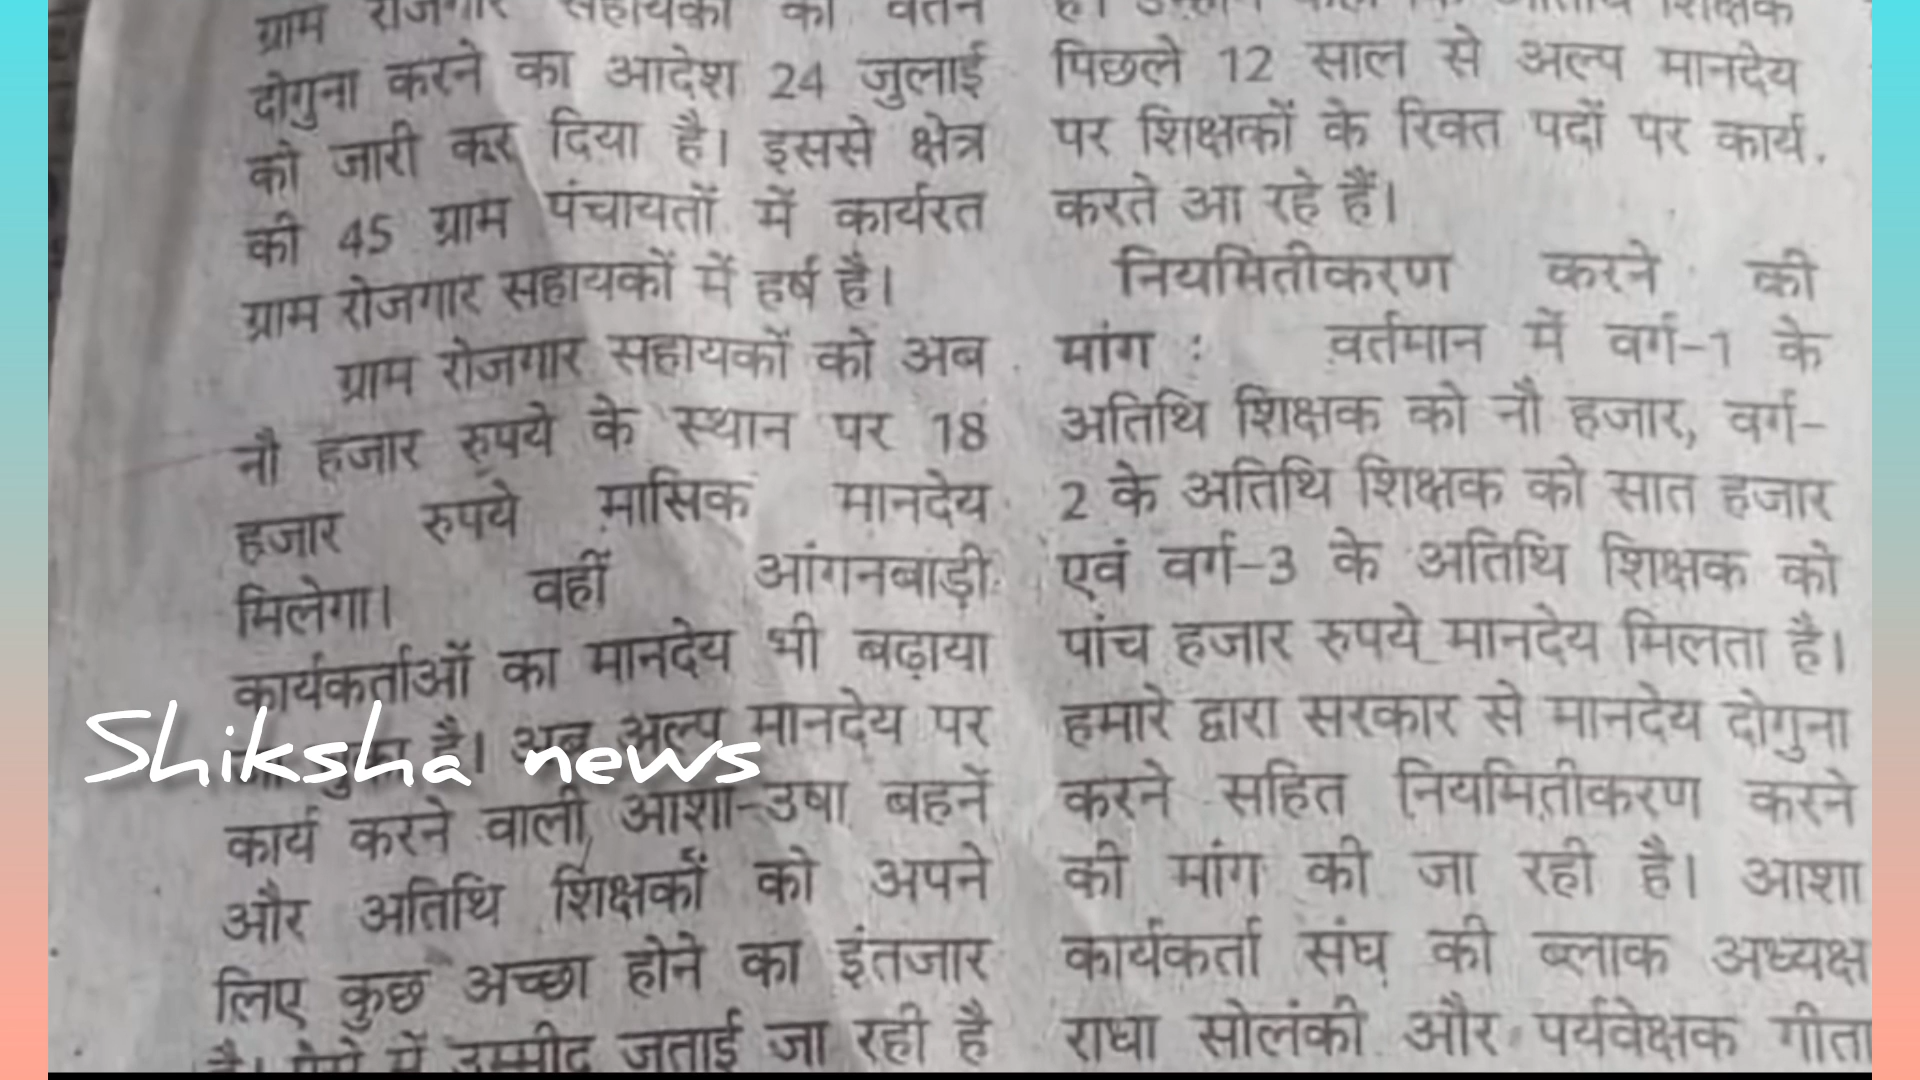 ग्राम रोजगार सहायकों का वेतन
दोगुना करने का आदेश 24 जुलाई
को जारी कर दिया है। इससे क्षेत्र
की 45 ग्राम पंचायतों में कार्यरत
ग्राम रोजगार सहायकों में हर्ष है।
ग्राम रोजगार सहायकों को अब
नौ हजार रुपये के स्थान पर 18
हजार रुपये मासिक मानदेय
मिलेगा। वहीं आंगनबाड़ी
कार्यकर्ताओं का मानदेय भी बढ़ाया
है। अब अल्प मानदेय पर
कार्य करने वाली आशा-उषा बहनें
और अतिथि शिक्षकों को अपने
लिए कुछ अच्छा होने का इंतजार
है। ऐसे में उम्मीद जताई जा रही है
अतिथि शिक्षक
पिछले 12 साल से अल्प मानदेय
पर शिक्षकों के रिक्त पदों पर कार्य
करते आ रहे हैं।
नियमितीकरण करने की
मांग : वर्तमान में वर्ग-1 के
अतिथि शिक्षक को नौ हजार, वर्ग-
2 के अतिथि शिक्षक को सात हजार
एवं वर्ग-3 के अतिथि शिक्षक को
पांच हजार रुपये मानदेय मिलता है।
हमारे द्वारा सरकार से मानदेय दोगुना
करने सहित नियमितीकरण करने
की मांग की जा रही है। आशा
कार्यकर्ता संघ की ब्लाक अध्यक्ष
राधा सोलंकी और पर्यवेक्षक गीता
Shiksha news